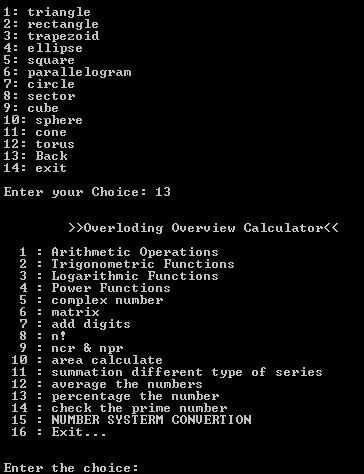 1: triangle
2: rectangle
3: trapezoid
4: ellipse
5: square
6: parallelogram
7: circle
8: sector
9: cube
10: sphere
11: cone
12: torus
13: Back
14: exit
Enter your Choice: 13
>>Overloding Overview Calculator<<
1 : Arithmetic Operations
2 : Trigonometric Functions
3 : Logarithmic Functions
4 : Power Functions
5 : complex number
6 : matrix
7 : add digits
8 : n!
9 : ncr & npr
10 : area calculate
11 : summation different type of series
12 : average the numbers
13 : percentage the number
14 : check the prime number
15 : NUMBER SYSTERM CONVERTION
16 : Exit...
Enter the choice: